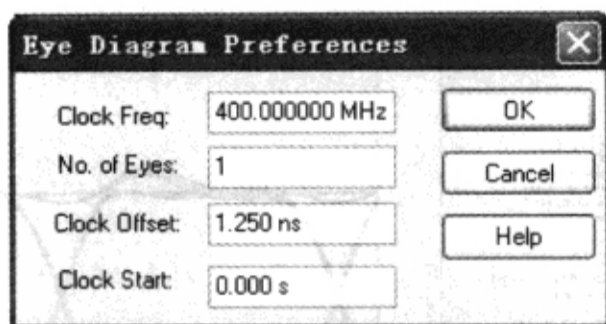 Eye Diagram Preferences
Clock Freq: 400.000000 MHz OK
No. of Eyes: 1 Cancel
Clock Offset: 1.250 ns Help
Clock Start: 0.000 s